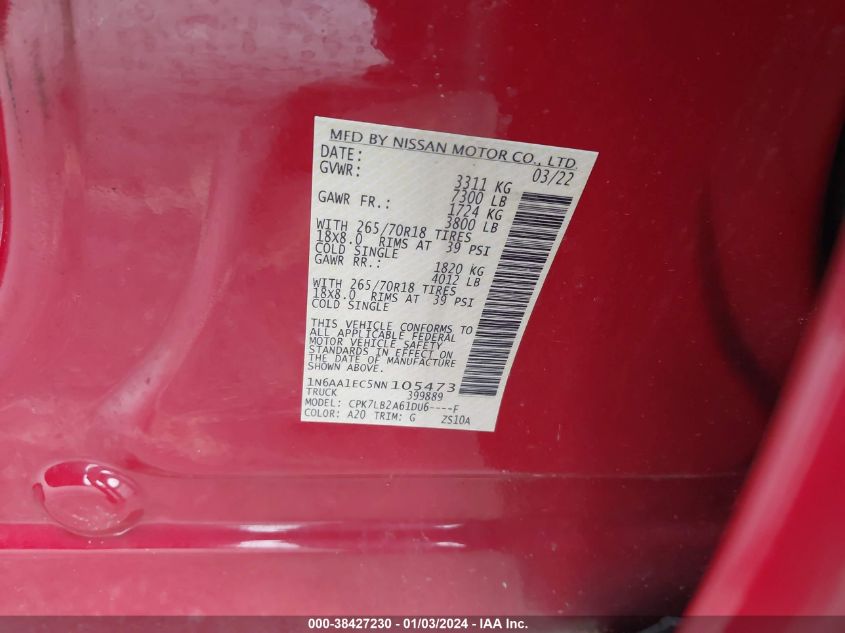 MFD BY NISSAN MOTOR CO., LTD.
DATE: 03/22
GVWR: 3311 KG
7300 LB
GAWR FR.: 1724 KG
3800 LB
WITH 265/70R18 TIRES
18X8.0 RIMS AT 39 PSI
COLD SINGLE
GAWR RR.: 1820 KG
4012 LB
WITH 265/70R18 TIRES
18X8.0 RIMS AT 39 PSI
COLD SINGLE
THIS VEHICLE CONFORMS TO
ALL APPLICABLE FEDERAL
MOTOR VEHICLE SAFETY
STANDARDS IN EFFECT ON
THE DATE OF MANUFACTURE
SHOWN ABOVE.
1N6AA1EC5NN105473
TRUCK 399889
MODEL: CPK7LB2A61DU6----F
COLOR: A20 TRIM: G ZS10A
000-38427230 - 01/03/2024 - IAA Inc.